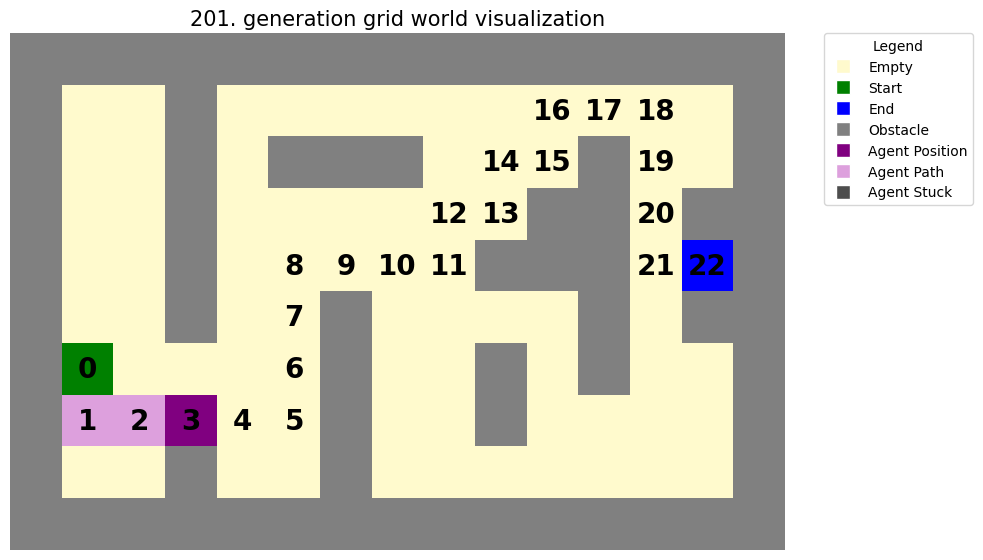 201. generation grid world visualization
16 17 18
14 15 19
12 13 20
8 9 10 11 21 22
7
0 6
1 2 3 4 5
Legend
Empty
Start
End
Obstacle
Agent Position
Agent Path
Agent Stuck